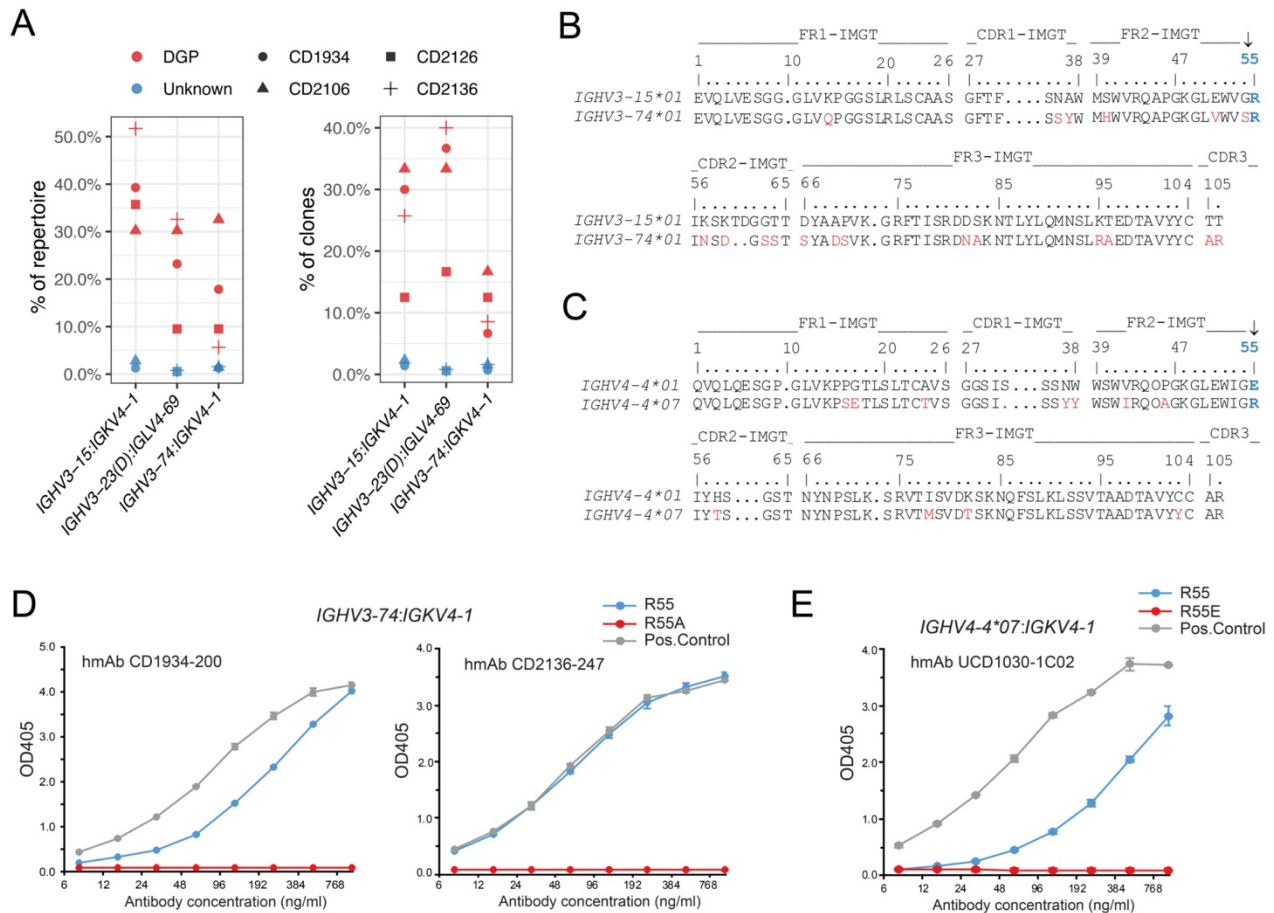 A
DGP
CD1934
CD2126
Unknown
CD2106
CD2136
% of repertoire
50.0%
40.0%
30.0%
20.0%
10.0%
0.0%
IGHV3-15:IGKV4-1
IGHV3-23(D):IGLV4-69
IGHV3-74:IGKV4-1
% of clones
40.0%
30.0%
20.0%
10.0%
0.0%
IGHV3-15:IGKV4-1
IGHV3-23(D):IGLV4-69
IGHV3-74:IGKV4-1
B
FR1-IMGT CDR1-IMGT FR2-IMGT
1 10 20 26 27 38 39 47 55
IGHV3-15*01 EVQLVESGG.GLVKPGGSLRLSCAAS GFTF....SNAW MSWVRQAPGKGLEWVGR
IGHV3-74*01 EVQLVESGG.GLVQPGGSLRLSCAAS GFTF....SSYW MHWVRQAPGKGLVWVSR
CDR2-IMGT FR3-IMGT CDR3
56 65 66 75 85 95 104 105
IGHV3-15*01 IKSKTDGGTT DYAAPVK.GRFTISRDDSKNTLYLQMNSLKTEDTAVYYC TT
IGHV3-74*01 INSD..GSST SYADSVK.GRFTISRDNAKNTLYLQMNSLRAEDTAVYYC AR
C
FR1-IMGT CDR1-IMGT FR2-IMGT
1 10 20 26 27 38 39 47 55
IGHV4-4*01 QVQLQESGP.GLVKPPGTLSLTCAVS GGSIS...SSNW WSWVRQPPGKGLEWIGE
IGHV4-4*07 QVQLQESGP.GLVKPSETLSLTCTVS GGSI....SSYY WSWIRQPAGKGLEWIGR
CDR2-IMGT FR3-IMGT CDR3
56 65 66 78 85 95 104 105
IGHV4-4*01 IYHS...GST NYNPSLK.SRVTISVDKSKNQFSLKLSSVTAADTAVYCC AR
IGHV4-4*07 IYTS...GST NYNPSLK.SRVTMSVDTSKNQFSLKLSSVTAADTAVYYC AR
D
IGHV3-74:IGKV4-1
R55
R55A
Pos.Control
hmAb CD1934-200
OD405
5.0
4.0
3.0
2.0
1.0
0.0
6 12 24 48 96 192 384 768
Antibody concentration (ng/ml)
hmAb CD2136-247
OD405
4.0
3.0
2.0
1.0
0.0
6 12 24 48 96 192 384 768
Antibody concentration (ng/ml)
E
R55
R55E
Pos.Control
IGHV4-4*07:IGKV4-1
hmAb UCD1030-1C02
OD405
4.0
3.0
2.0
1.0
0.0
6 12 24 48 96 192 384 768
Antibody concentration (ng/ml)